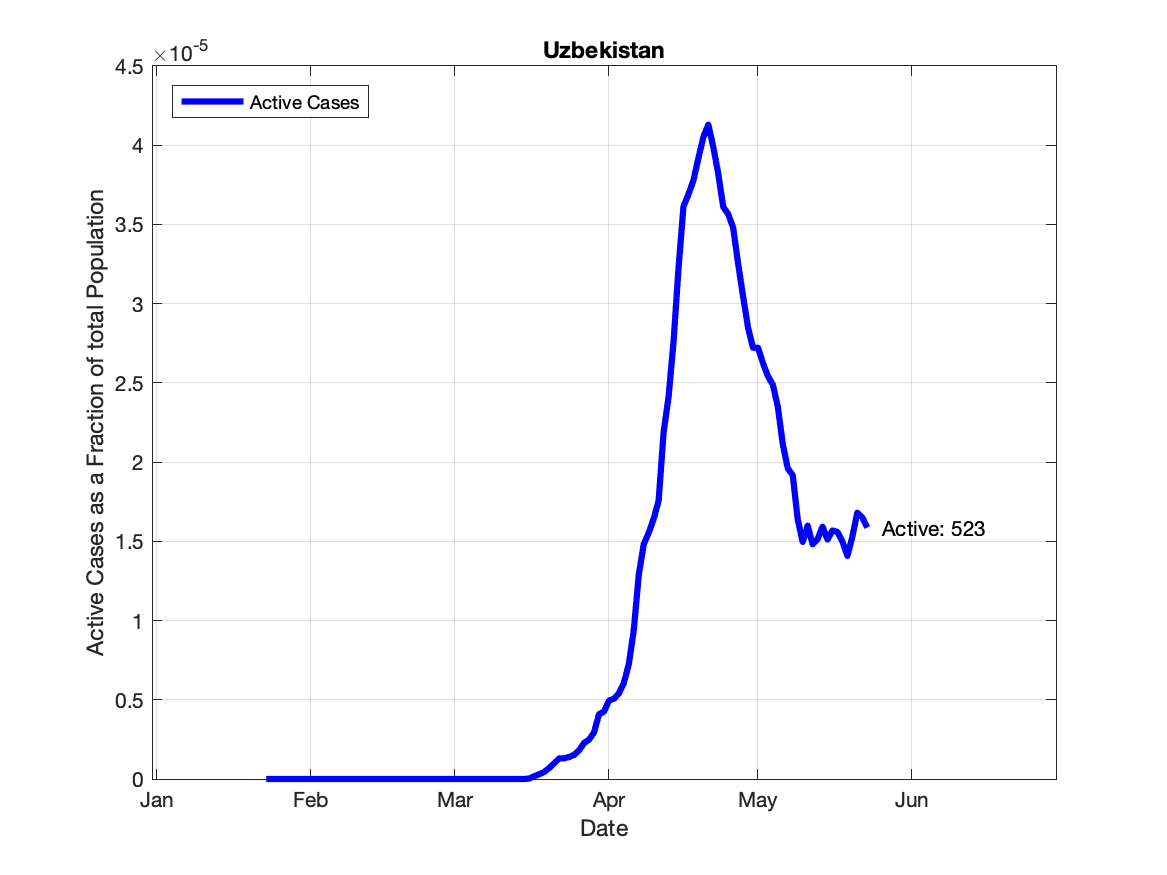 Uzbekistan
×10-5
4.5
4
3.5
3
2.5
2
1.5
1
0.5
0
Active Cases as a Fraction of total Population
Active Cases
Active: 523
Jan Feb Mar Apr May Jun
Date